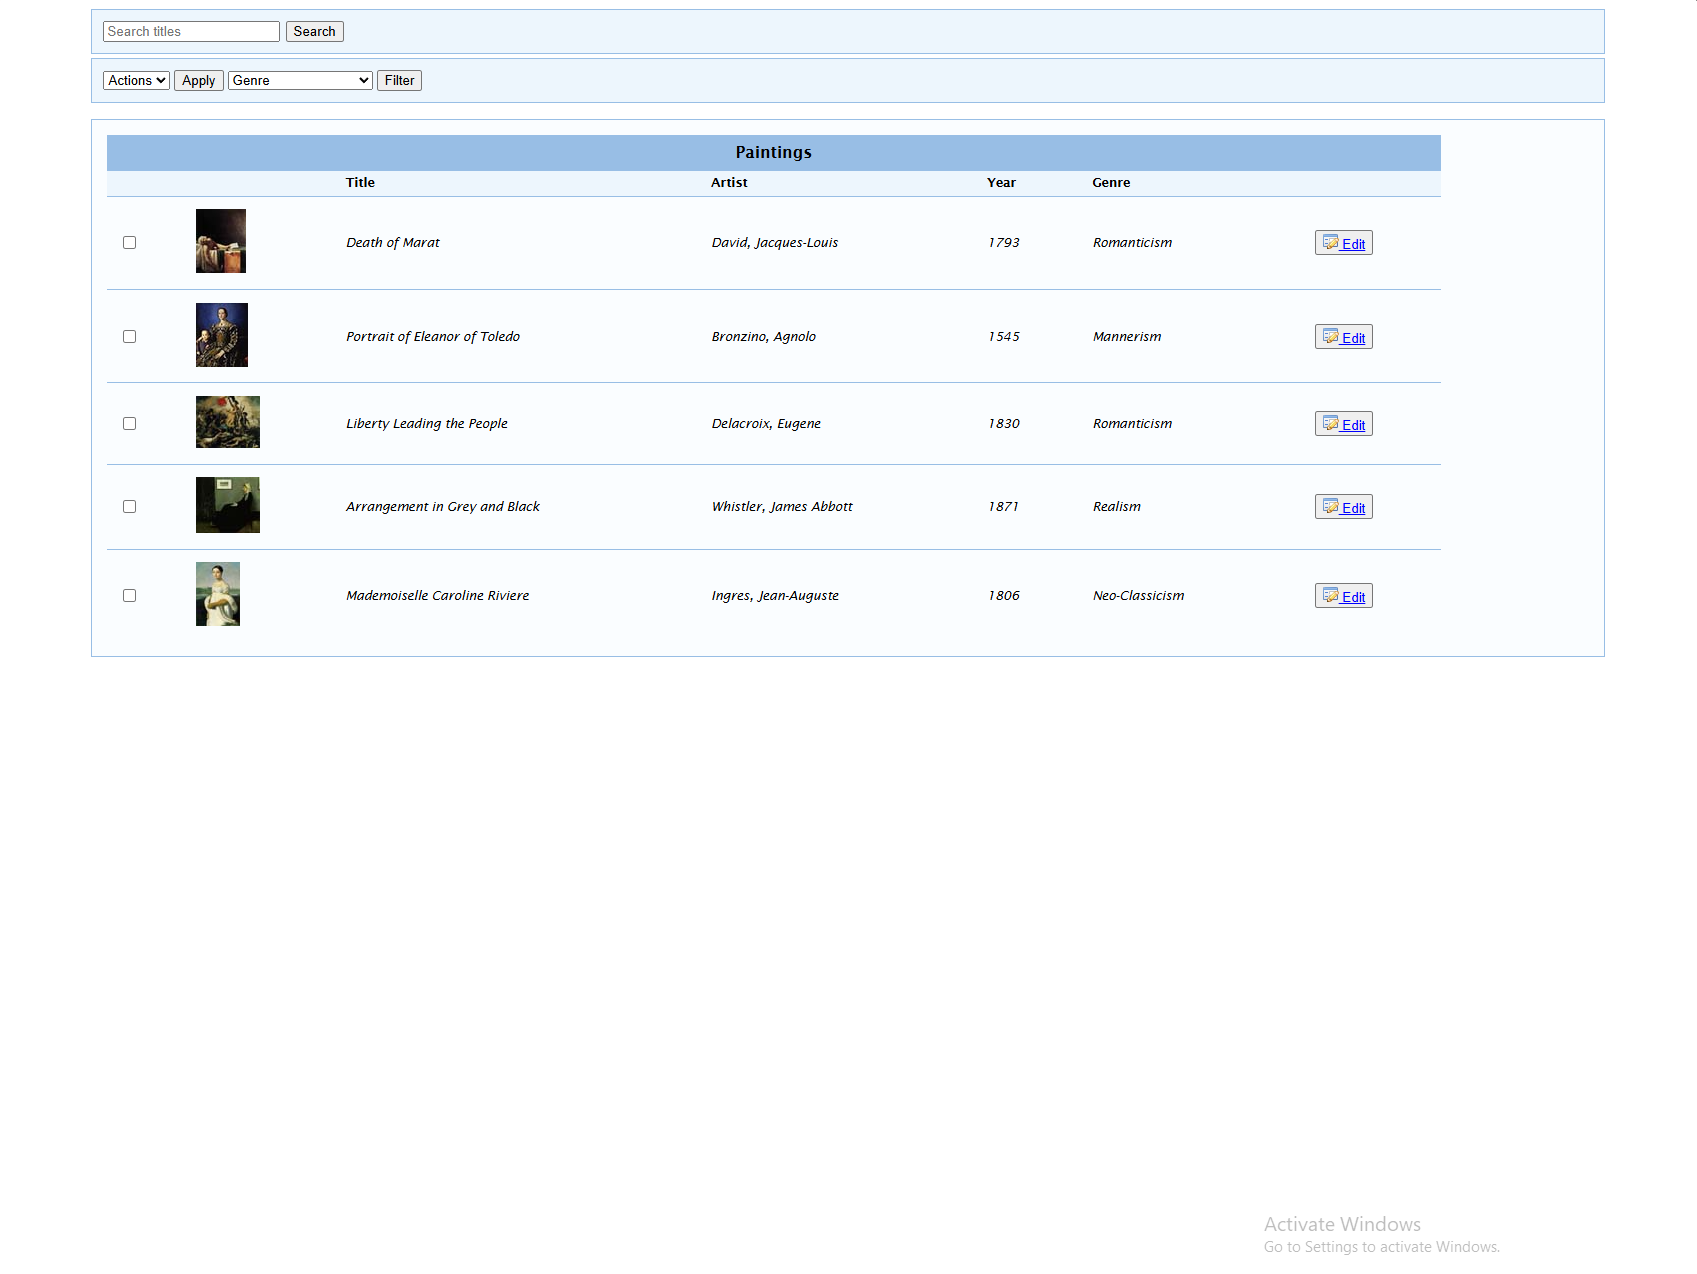 Search titles Search
Actions Apply Genre Filter
Paintings
Title Artist Year Genre
Death of Marat David, Jacques-Louis 1793 Romanticism Edit
Portrait of Eleanor of Toledo Bronzino, Agnolo 1545 Mannerism Edit
Liberty Leading the People Delacroix, Eugene 1830 Romanticism Edit
Arrangement in Grey and Black Whistler, James Abbott 1871 Realism Edit
Mademoiselle Caroline Riviere Ingres, Jean-Auguste 1806 Neo-Classicism Edit
Activate Windows
Go to Settings to activate Windows.